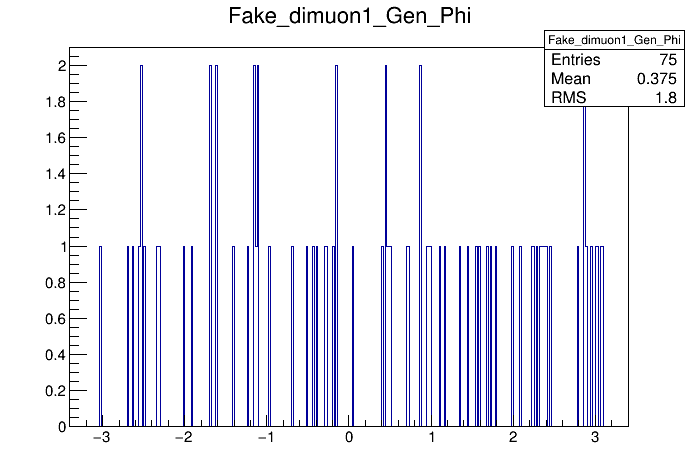 Fake_dimuon1_Gen_Phi
Fake_dimuon1_Gen_Phi
Entries 75
Mean 0.375
RMS 1.8
2
1.8
1.6
1.4
1.2
1
0.8
0.6
0.4
0.2
0
−3 −2 −1 0 1 2 3